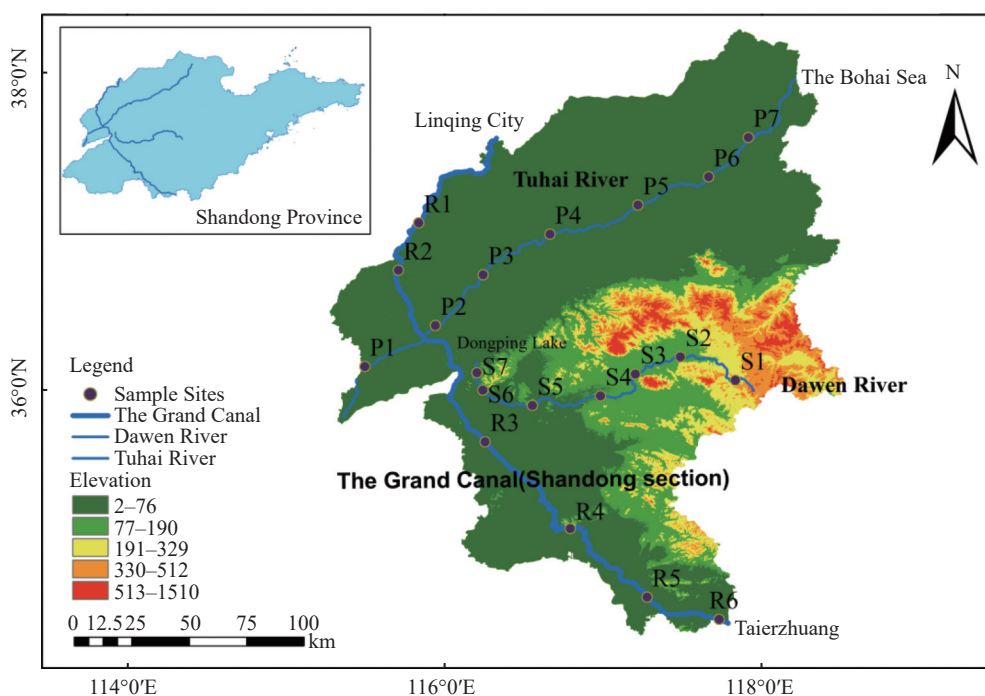 38°0′N
36°0′N
114°0′E
116°0′E
118°0′E
Shandong Province
N
The Bohai Sea
Linqing City
P7
P6
Tuhai River
P5
R1
P4
R2
P3
P2
Dongping Lake
P1
S7
S6
S5
S4
S3
S2
S1
Dawen River
R3
The Grand Canal(Shandong section)
R4
R5
R6
Taierzhuang
Legend
Sample Sites
The Grand Canal
Dawen River
Tuhai River
Elevation
2–76
77–190
191–329
330–512
513–1510
0 12.5 25 50 75 100
km